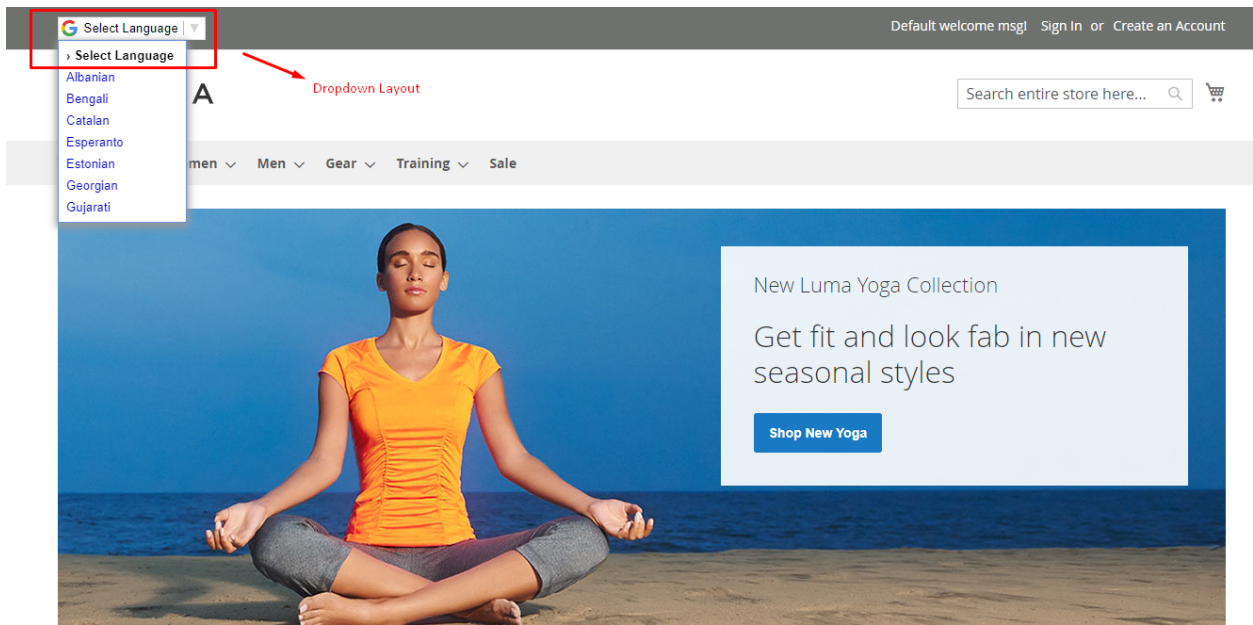 Select Language
Default welcome msg! Sign In or Create an Account
› Select Language
Albanian
Bengali
Catalan
Esperanto
Estonian
Georgian
Gujarati
Dropdown Layout
A
Search entire store here...
men Men Gear Training Sale
New Luma Yoga Collection
Get fit and look fab in new
seasonal styles
Shop New Yoga